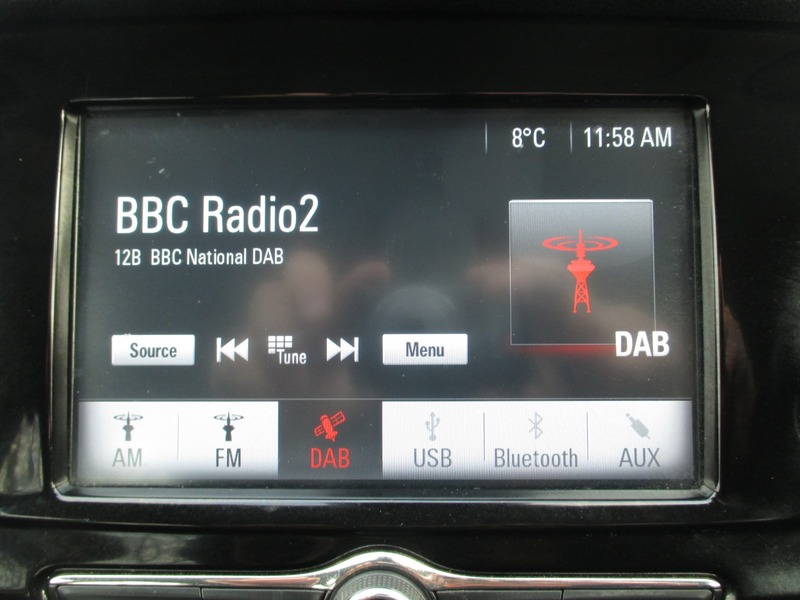 8°C 11:58 AM
BBC Radio2
12B BBC National DAB
DAB
Source Tune Menu
AM FM DAB USB Bluetooth AUX